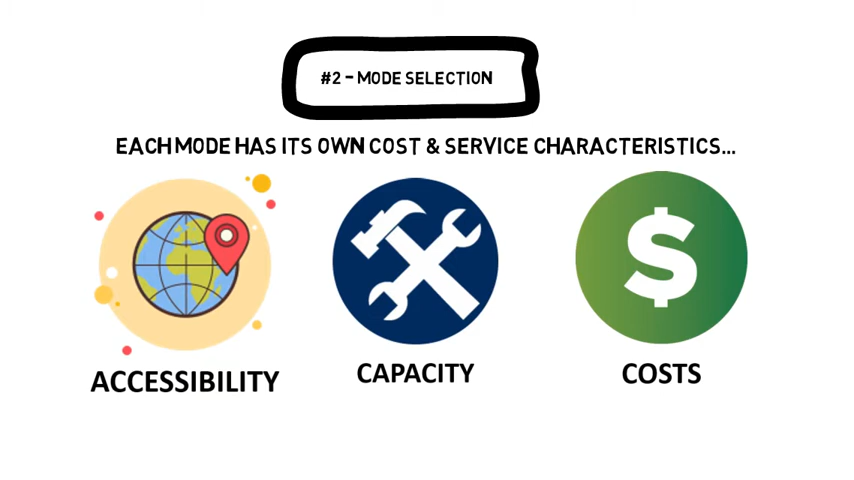 #2 - MODE SELECTION
EACH MODE HAS ITS OWN COST & SERVICE CHARACTERISTICS...
ACCESSIBILITY
CAPACITY
COSTS